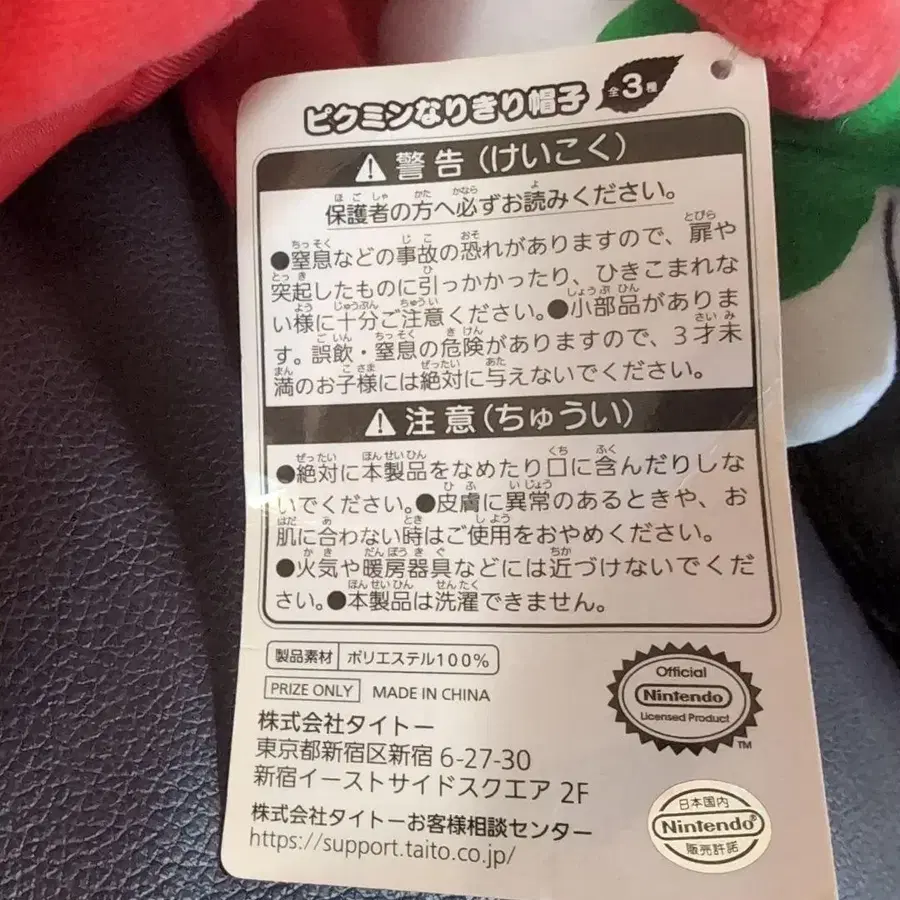 ピクミンなりきり帽子 全3種
⚠ 警告(けいこく)
保護者の方へ必ずお読みください。
●窒息などの事故の恐れがありますので、扉や
突起したものに引っかかったり、ひきこまれな
い様に十分ご注意ください。●小部品がありま
す。誤飲・窒息の危険がありますので、3才未
満のお子様には絶対に与えないでください。
⚠ 注意(ちゅうい)
●絶対に本製品をなめたり口に含んだりしな
いでください。●皮膚に異常のあるときや、お
肌に合わない時はご使用をおやめください。
●火気や暖房器具などには近づけないでくだ
さい。●本製品は洗濯できません。
製品素材 ポリエステル100%
PRIZE ONLY MADE IN CHINA
株式会社タイトー
東京都新宿区新宿 6-27-30
新宿イーストサイドスクエア 2F
株式会社タイトーお客様相談センター
https://support.taito.co.jp/
Official
Nintendo
Licensed Product
TM
日本国内
Nintendo®
販売許諾